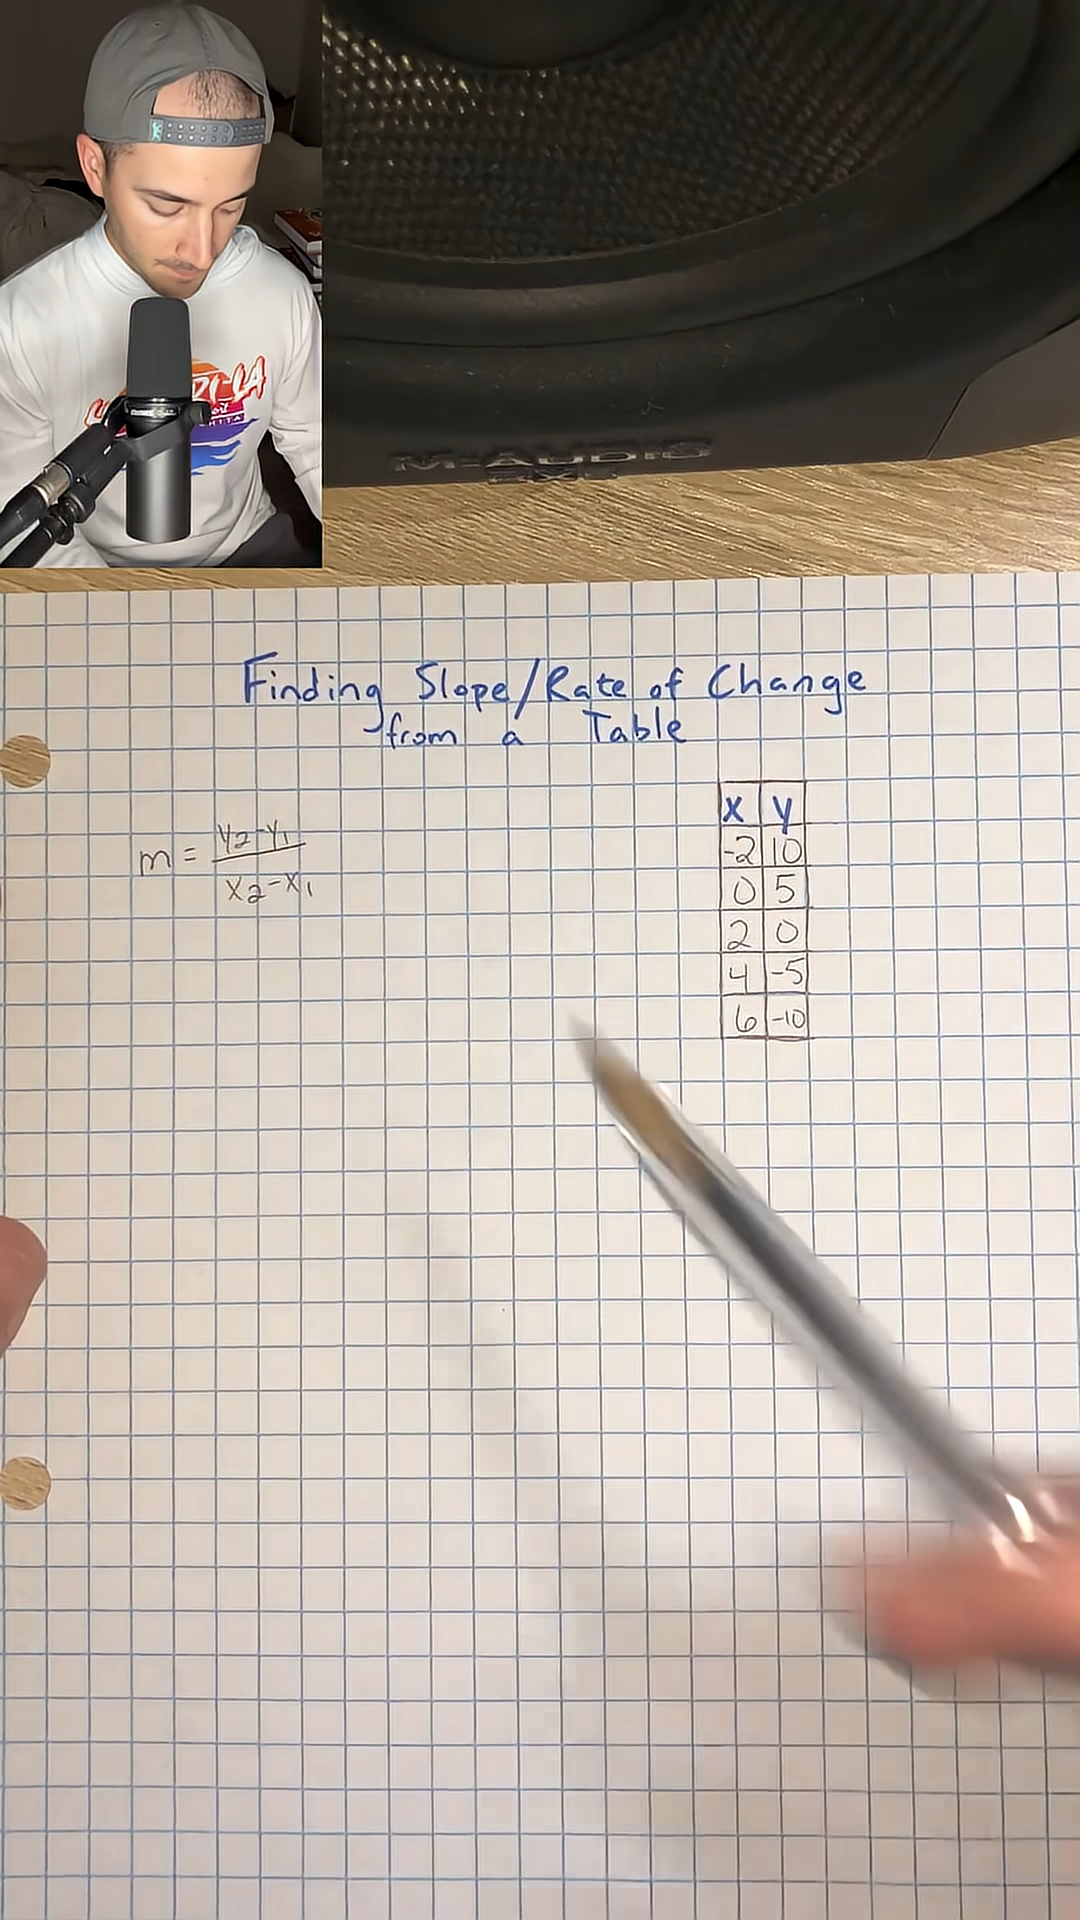 M-AUDIO
Finding Slope/Rate of Change
from a Table
m = y2-y1
x2-x1
x y
-2 10
0 5
2 0
4 -5
6 -10